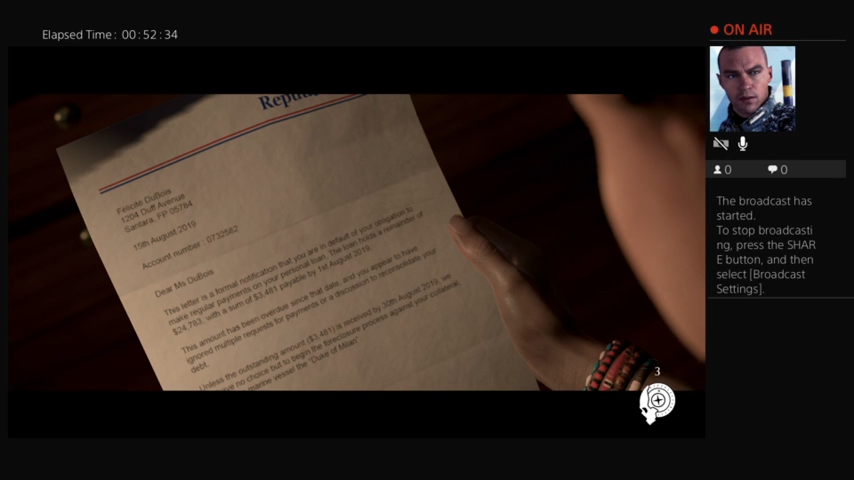 Elapsed Time: 00:52:34
ON AIR
Felicite DuBois
1204 Duff Avenue
Santara, FP 05784
15th August 2019
Account number: 0732582
Dear Ms DuBois
This letter is a formal notification that you are in default of your obligation to
make regular payments on your personal loan. The loan holds a remainder of
$24,763, with a sum of $3,481 payable by 1st August 2019.
This amount has been overdue since that date, and you appear to have
ignored multiple requests for payments or a discussion to reconsolidate your
debt.
Unless the outstanding amount ($3,481) is received by 30th August 2019, we
have no choice but to begin the foreclosure process against your collateral,
marine vessel the "Duke of Milan".
3
0
0
The broadcast has
started.
To stop broadcasti
ng, press the SHAR
E button, and then
select [Broadcast
Settings].